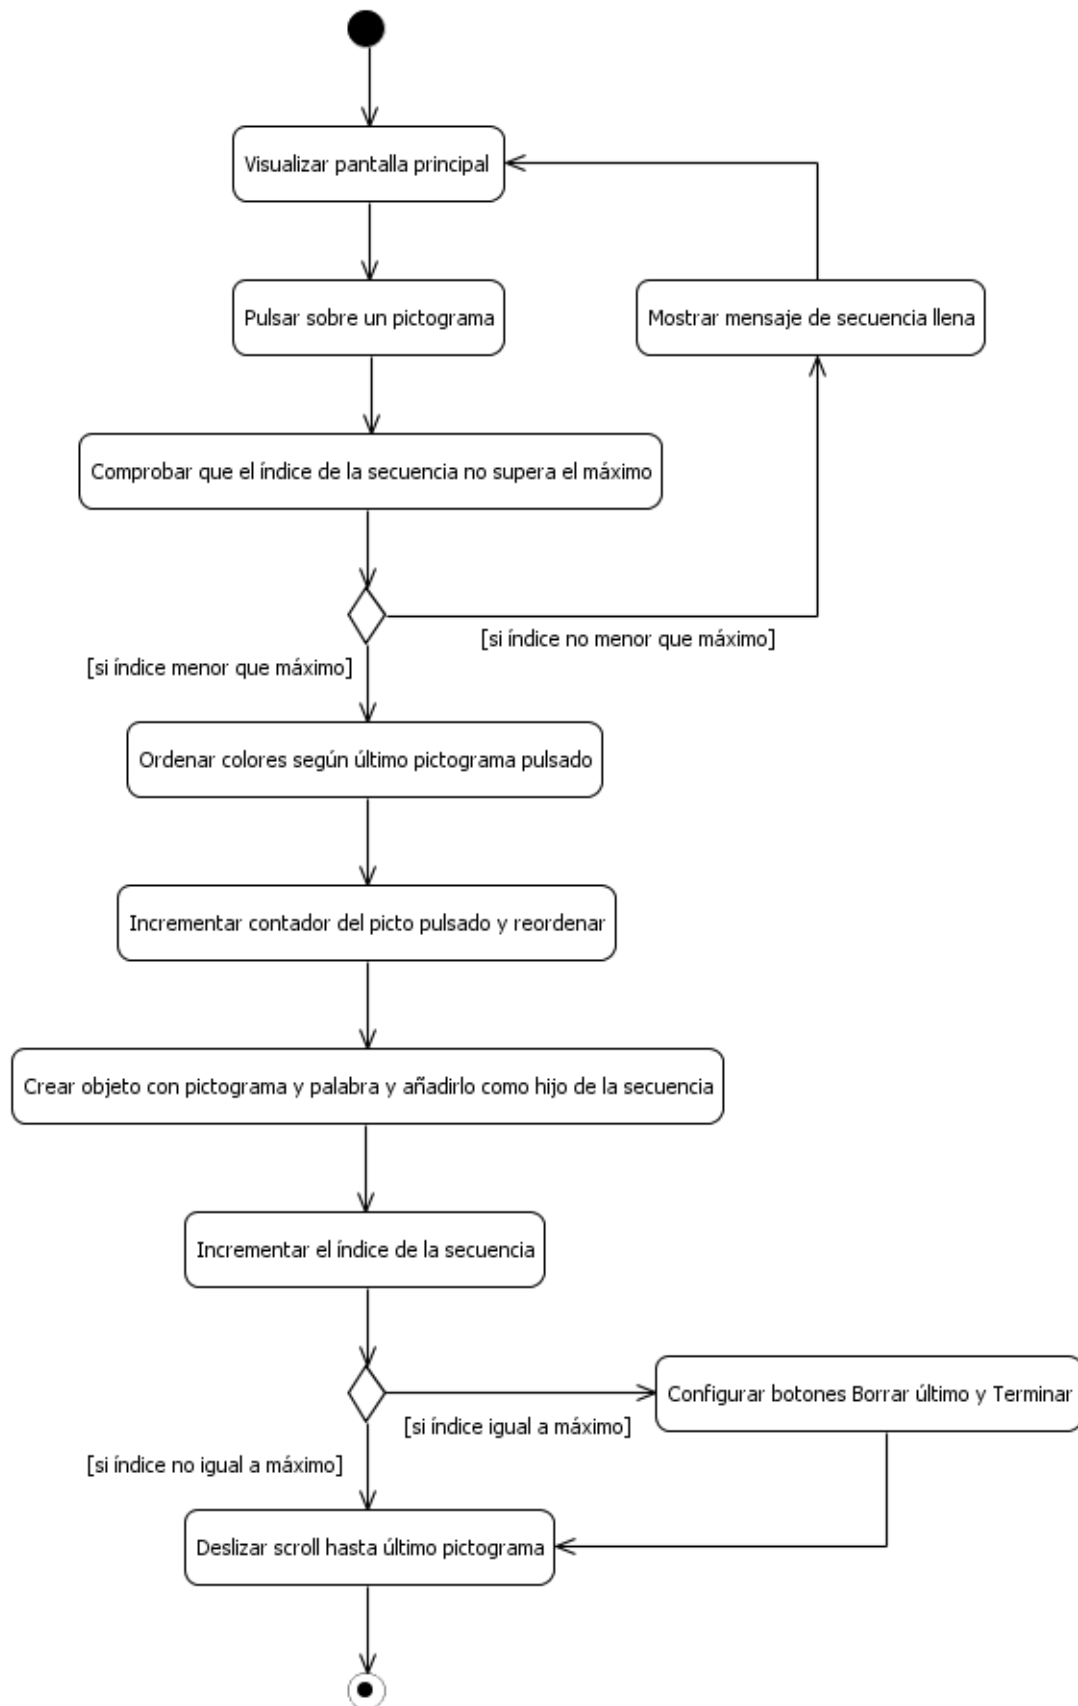 Visualizar pantalla principal
Pulsar sobre un pictograma
Mostrar mensaje de secuencia llena
Comprobar que el índice de la secuencia no supera el máximo
[si índice no menor que máximo]
[si índice menor que máximo]
Ordenar colores según último pictograma pulsado
Incrementar contador del picto pulsado y reordenar
Crear objeto con pictograma y palabra y añadirlo como hijo de la secuencia
Incrementar el índice de la secuencia
Configurar botones Borrar último y Terminar
[si índice igual a máximo]
[si índice no igual a máximo]
Deslizar scroll hasta último pictograma